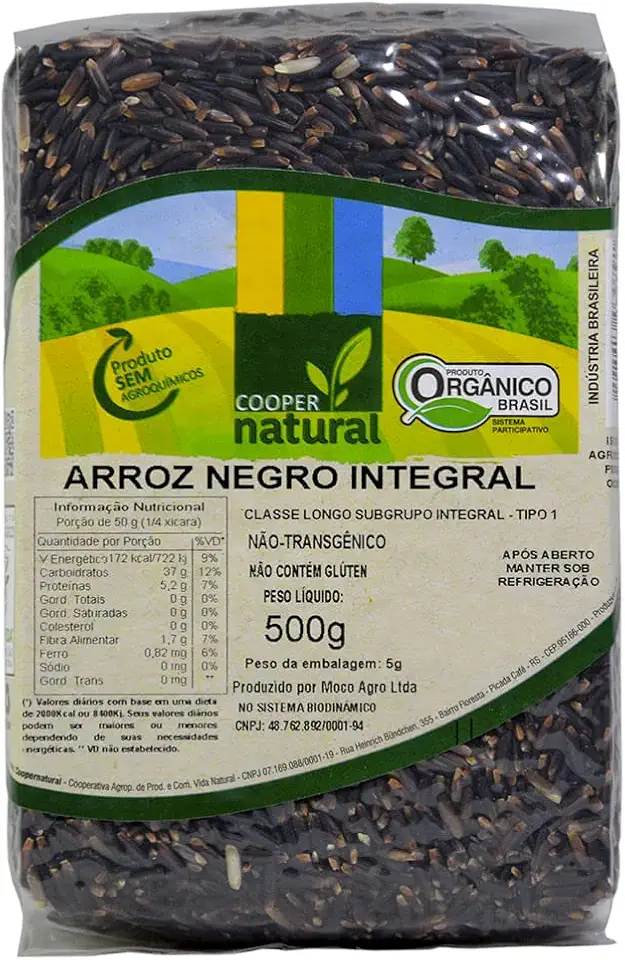 Produto
SEM
AGROQUÍMICOS
COOPER
natural
PRODUTO
ORGÂNICO
BRASIL
SISTEMA
PARTICIPATIVO
INDÚSTRIA BRASILEIRA
ARROZ NEGRO INTEGRAL
CLASSE LONGO SUBGRUPO INTEGRAL - TIPO 1
NÃO-TRANSGÊNICO
NÃO CONTÉM GLÚTEN
PESO LÍQUIDO:
500g
Peso da embalagem: 5g
Produzido por Moco Agro Ltda
NO SISTEMA BIODINÂMICO
CNPJ: 48.762.892/0001-94
APÓS ABERTO
MANTER SOB
REFRIGERAÇÃO
Informação Nutricional
Porção de 50 g (1/4 xicara)
Quantidade por Porção %VD*
V Energético 172 kcal/722 kj 9%
Carboidratos 37 g 12%
Proteínas 5,2 g 7%
Gord. Totais 0 g 0%
Gord. Saturadas 0 g 0%
Colesterol 0 g 0%
Fibra Alimentar 1,7 g 7%
Ferro 0,82 mg 6%
Sódio 0 mg 0%
Gord Trans 0 mg **
(*) Valores diários com base em uma dieta
de 2000Kcal ou 8400Kj. Seus valores diários
podem ser maiores ou menores
dependendo de suas necessidades
energéticas. ** VD não estabelecido.
Coopernatural - Cooperativa Agrop. de Prod. e Com. Vida Natural - CNPJ 07.169.088/0001-19 - Rua Heinrich Bündchen, 355 - Bairro Floresta - Picada Café - RS - CEP 95166-000 -